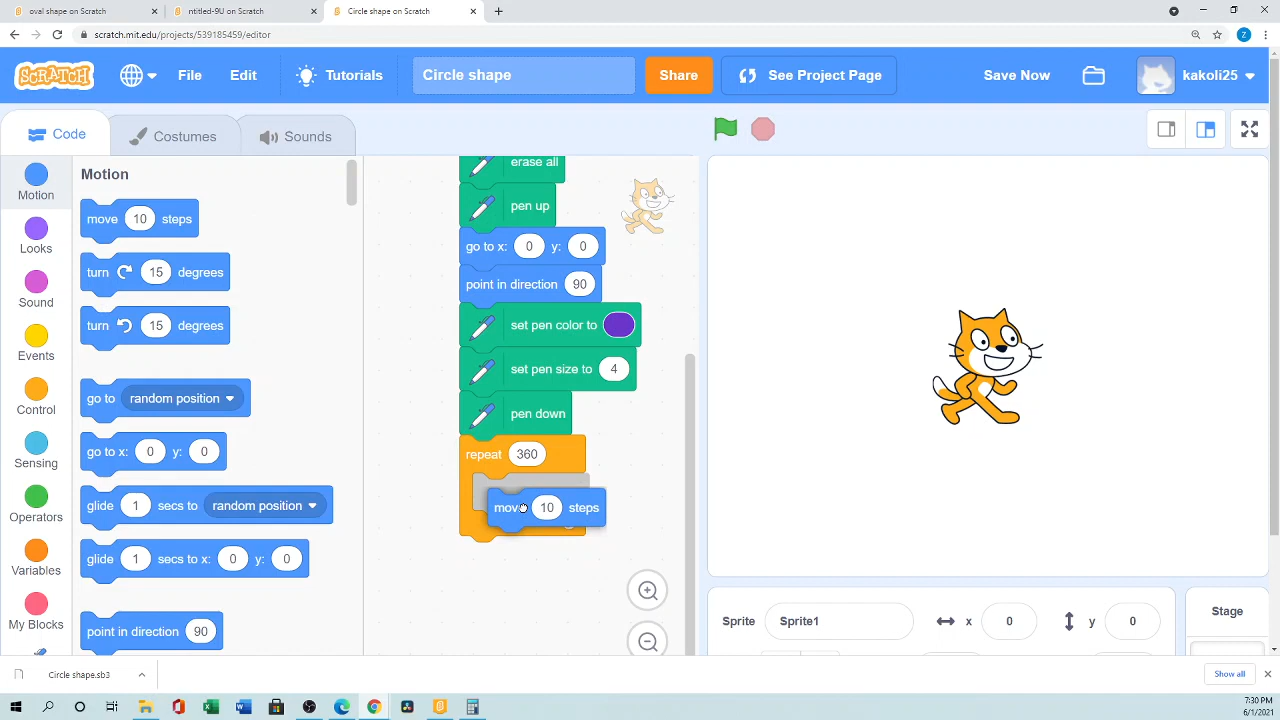 oval shape on Scratch
ntitled-9U on Scratch
Circle shape on Scratch
scratch.mit.edu/projects/539185459/editor
Z
SCRATCH
File
Edit
Tutorials
Circle shape
Share
See Project Page
Save Now
kakoli25
Code
Costumes
Sounds
Motion
Looks
Sound
Events
Control
Sensing
Operators
Variables
My Blocks
Motion
move 10 steps
turn 15 degrees
turn 15 degrees
go to random position
go to x: 0 y: 0
glide 1 secs to random position
glide 1 secs to x: 0 y: 0
point in direction 90
erase all
pen up
go to x: 0 y: 0
point in direction 90
set pen color to
set pen size to 4
pen down
repeat 360
move 10 steps
Sprite
Sprite1
x 0
y 0
Stage
Circle shape.sb3
Show all
7:30 PM
6/1/2021